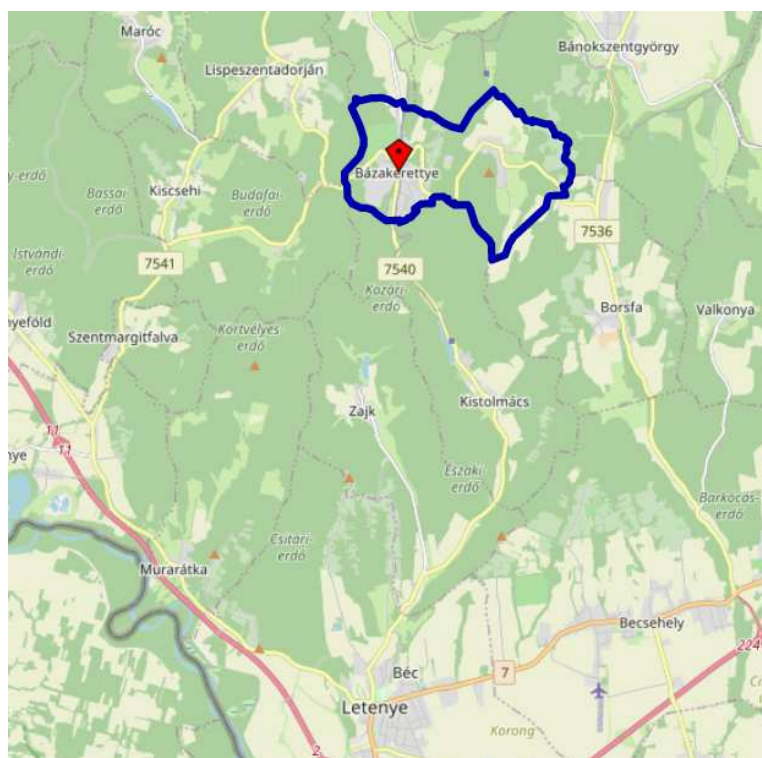 Maróc
Bánokszentgyörgy
Lispeszentadorján
Bázakerettye
Bassai-
erdő
Kiscsehi
Budafai-
erdő
y-erdő
7536
Istvándi-
erdő
7541
7540
Kozári-
erdő
Borsfa
Valkonya
nyeföld
Szentmargitfalva
Kortvélyes
erdő
Zajk
Kistolmács
11
11
nye
Északi-
erdő
Barkócás-
erdő
Csitári-
erdő
Murarátka
Becsehely
224
Béc
7
Letenye
Korong
2